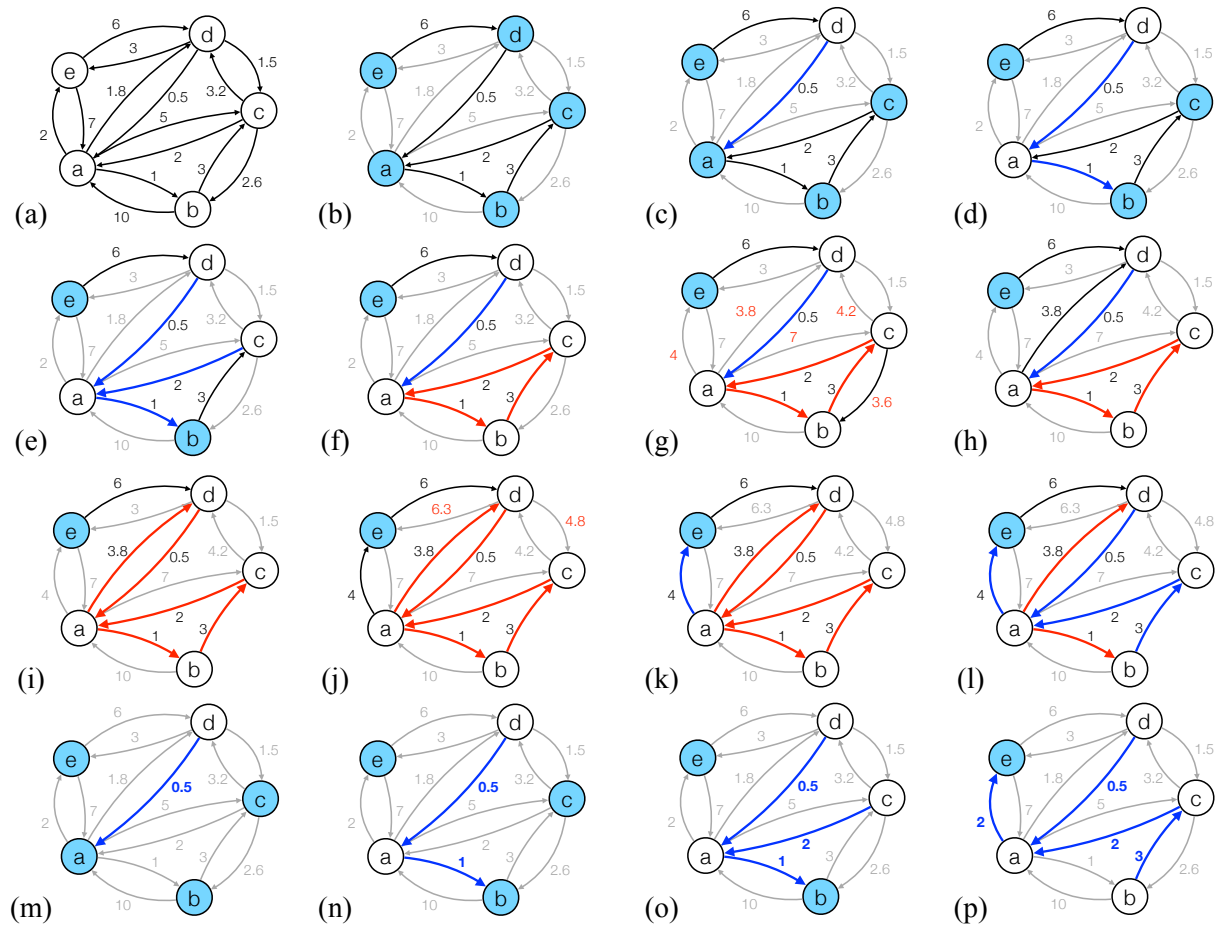 6 d 3 1.5 e 1.8 0.5 3.2 c 5 2 7 2 a 1 3 2.6 b 10 (a)
6 d 3 1.5 e 1.8 0.5 3.2 c 5 2 7 2 a 1 3 2.6 b 10 (b)
6 d 3 1.5 e 1.8 0.5 3.2 c 5 2 7 2 a 1 3 2.6 b 10 (c)
6 d 3 1.5 e 1.8 0.5 3.2 c 5 2 7 2 a 1 3 2.6 b 10 (d)
6 d 3 1.5 e 1.8 0.5 3.2 c 5 2 7 2 a 1 3 2.6 b 10 (e)
6 d 3 1.5 e 1.8 0.5 3.2 c 5 2 7 2 a 1 3 2.6 b 10 (f)
6 d 3 1.5 e 3.8 0.5 4.2 c 7 4 7 2 a 1 3 3.6 b 10 (g)
6 d 3 1.5 e 3.8 0.5 4.2 c 7 4 7 2 a 1 3 b 10 (h)
6 d 3 1.5 e 3.8 0.5 4.2 c 7 4 7 2 a 1 3 b 10 (i)
6 d 6.3 4.8 e 3.8 0.5 4.2 c 7 4 7 2 a 1 3 b 10 (j)
6 d 6.3 4.8 e 3.8 0.5 4.2 c 7 4 7 2 a 1 3 b 10 (k)
6 d 6.3 4.8 e 3.8 0.5 4.2 c 7 4 7 2 a 1 3 b 10 (l)
6 d 3 1.5 e 1.8 0.5 3.2 c 5 2 7 2 a 1 3 2.6 b 10 (m)
6 d 3 1.5 e 1.8 0.5 3.2 c 5 2 7 2 a 1 3 2.6 b 10 (n)
6 d 3 1.5 e 1.8 0.5 3.2 c 5 2 7 2 a 1 3 2.6 b 10 (o)
6 d 3 1.5 e 1.8 0.5 3.2 c 5 2 7 2 a 1 3 2.6 b 10 (p)